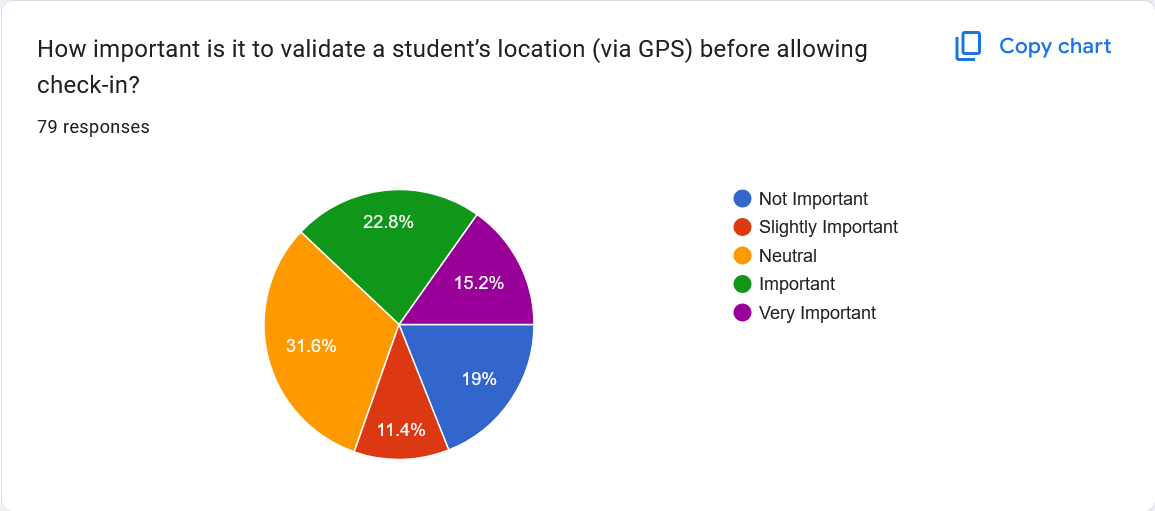 How important is it to validate a student’s location (via GPS) before allowing
check-in?
Copy chart
79 responses
22.8%
15.2%
31.6%
19%
11.4%
Not Important
Slightly Important
Neutral
Important
Very Important